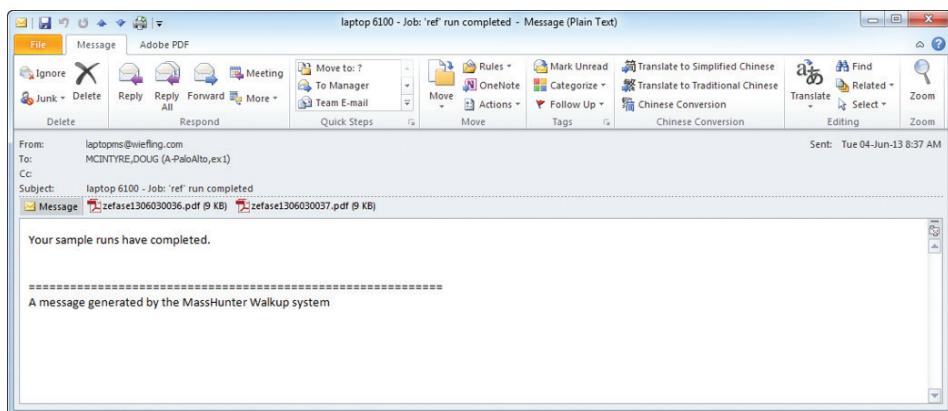 laptop 6100 - Job: 'ref' run completed - Message (Plain Text)
File Message Adobe PDF
Ignore
Junk
Delete
Delete
Reply
Reply All
Forward
Meeting
More
Respond
Move to: ?
To Manager
Team E-mail
Quick Steps
Move
Rules
OneNote
Actions
Move
Mark Unread
Categorize
Follow Up
Tags
Translate to Simplified Chinese
Translate to Traditional Chinese
Chinese Conversion
Chinese Conversion
Translate
Find
Related
Select
Editing
Zoom
Zoom
From: laptopms@wiefling.com
Sent: Tue 04-Jun-13 8:37 AM
To: MCINTYRE,DOUG (A-PaloAlto,ex1)
Cc:
Subject: laptop 6100 - Job: 'ref' run completed
Message zefase1306030036.pdf (9 KB) zefase1306030037.pdf (9 KB)
Your sample runs have completed.
============================================================
A message generated by the MassHunter Walkup system